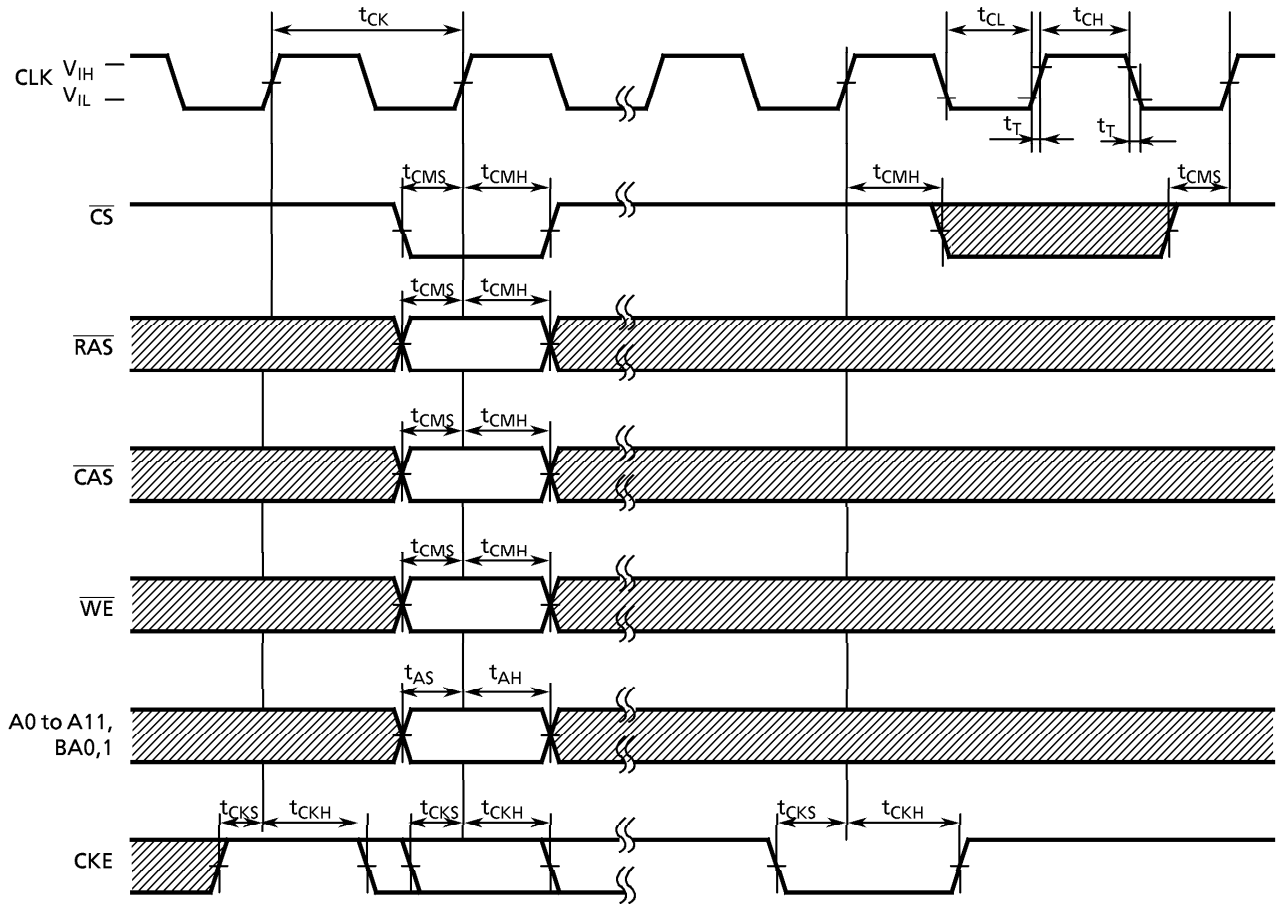 tCK tCL tCH
CLK VIH
VIL
tT tT
tCMS tCMH tCMH tCMS
CS
tCMS tCMH
RAS
tCMS tCMH
CAS
tCMS tCMH
WE
tAS tAH
A0 to A11,
BA0,1
tCKS tCKH tCKS tCKH tCKS tCKH
CKE